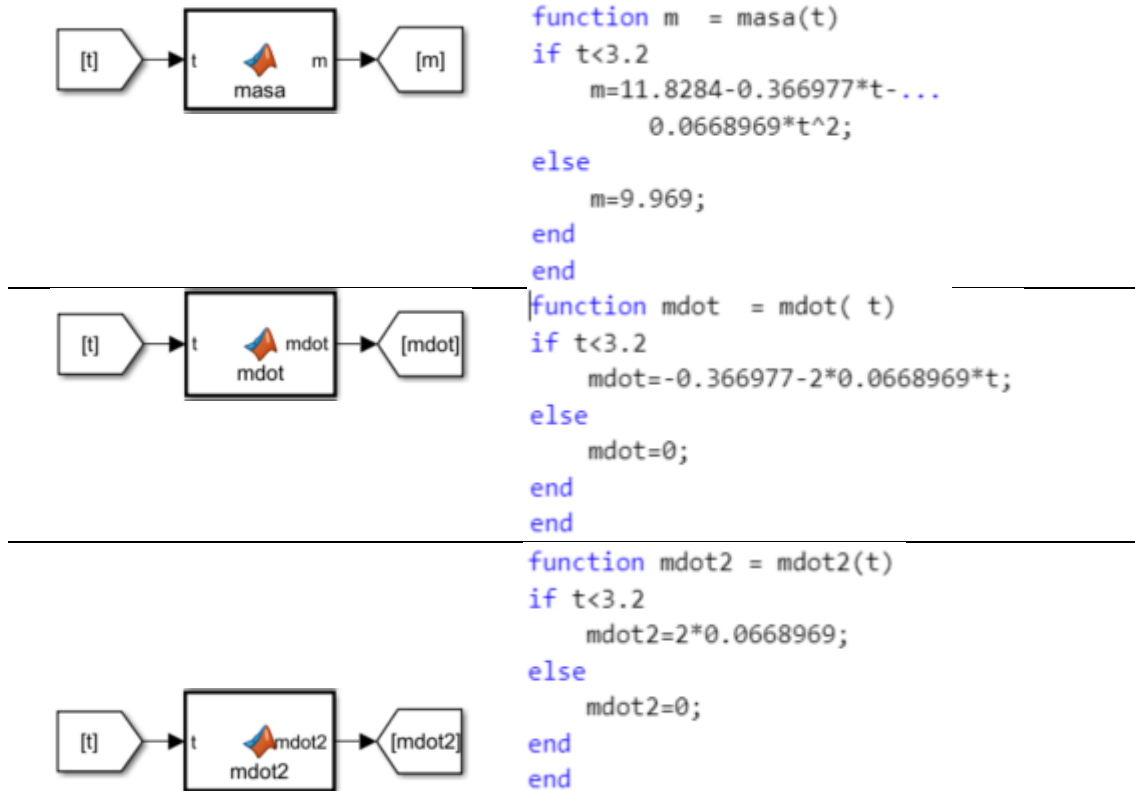 [t]
t
m
masa
[m]
function m  = masa(t)
if t<3.2
m=11.8284-0.366977*t-...
0.0668969*t^2;
else
m=9.969;
end
end
[t]
t
mdot
mdot
[mdot]
function mdot  = mdot( t)
if t<3.2
mdot=-0.366977-2*0.0668969*t;
else
mdot=0;
end
end
[t]
t
mdot2
mdot2
[mdot2]
function mdot2 = mdot2(t)
if t<3.2
mdot2=2*0.0668969;
else
mdot2=0;
end
end